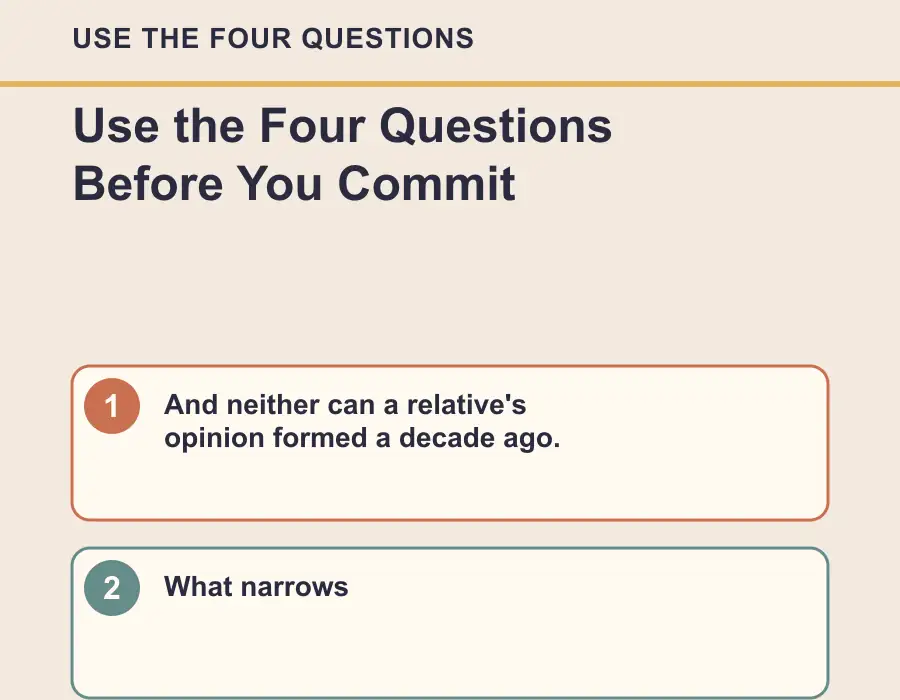 USE THE FOUR QUESTIONS
Use the Four Questions
Before You Commit
1
And neither can a relative's
opinion formed a decade ago.
2
What narrows